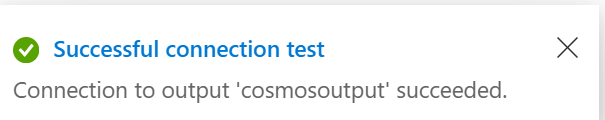 Successful connection test
Connection to output 'cosmosoutput' succeeded.